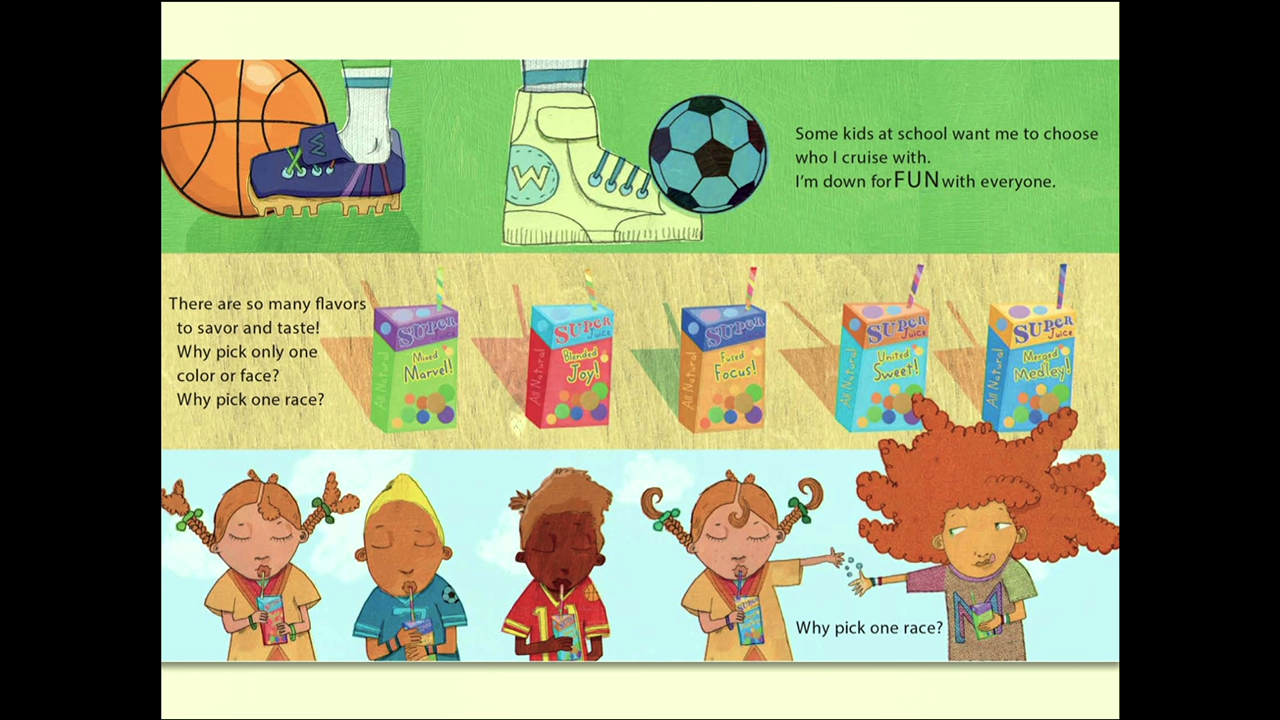 W
W
Some kids at school want me to choose
who I cruise with.
I'm down for FUN with everyone.
There are so many flavors
to savor and taste!
Why pick only one
color or face?
Why pick one race?
SUPER
All Natural
Mixed
Marvel!
SUPER
Juice
All Natural
Blended
Joy!
SUPER
All Natural
Fused
Focus!
SUPER
Juice
All Natural
United
Sweet!
SUPER
Juice
All Natural
Merged
Medley!
Why pick one race?
M